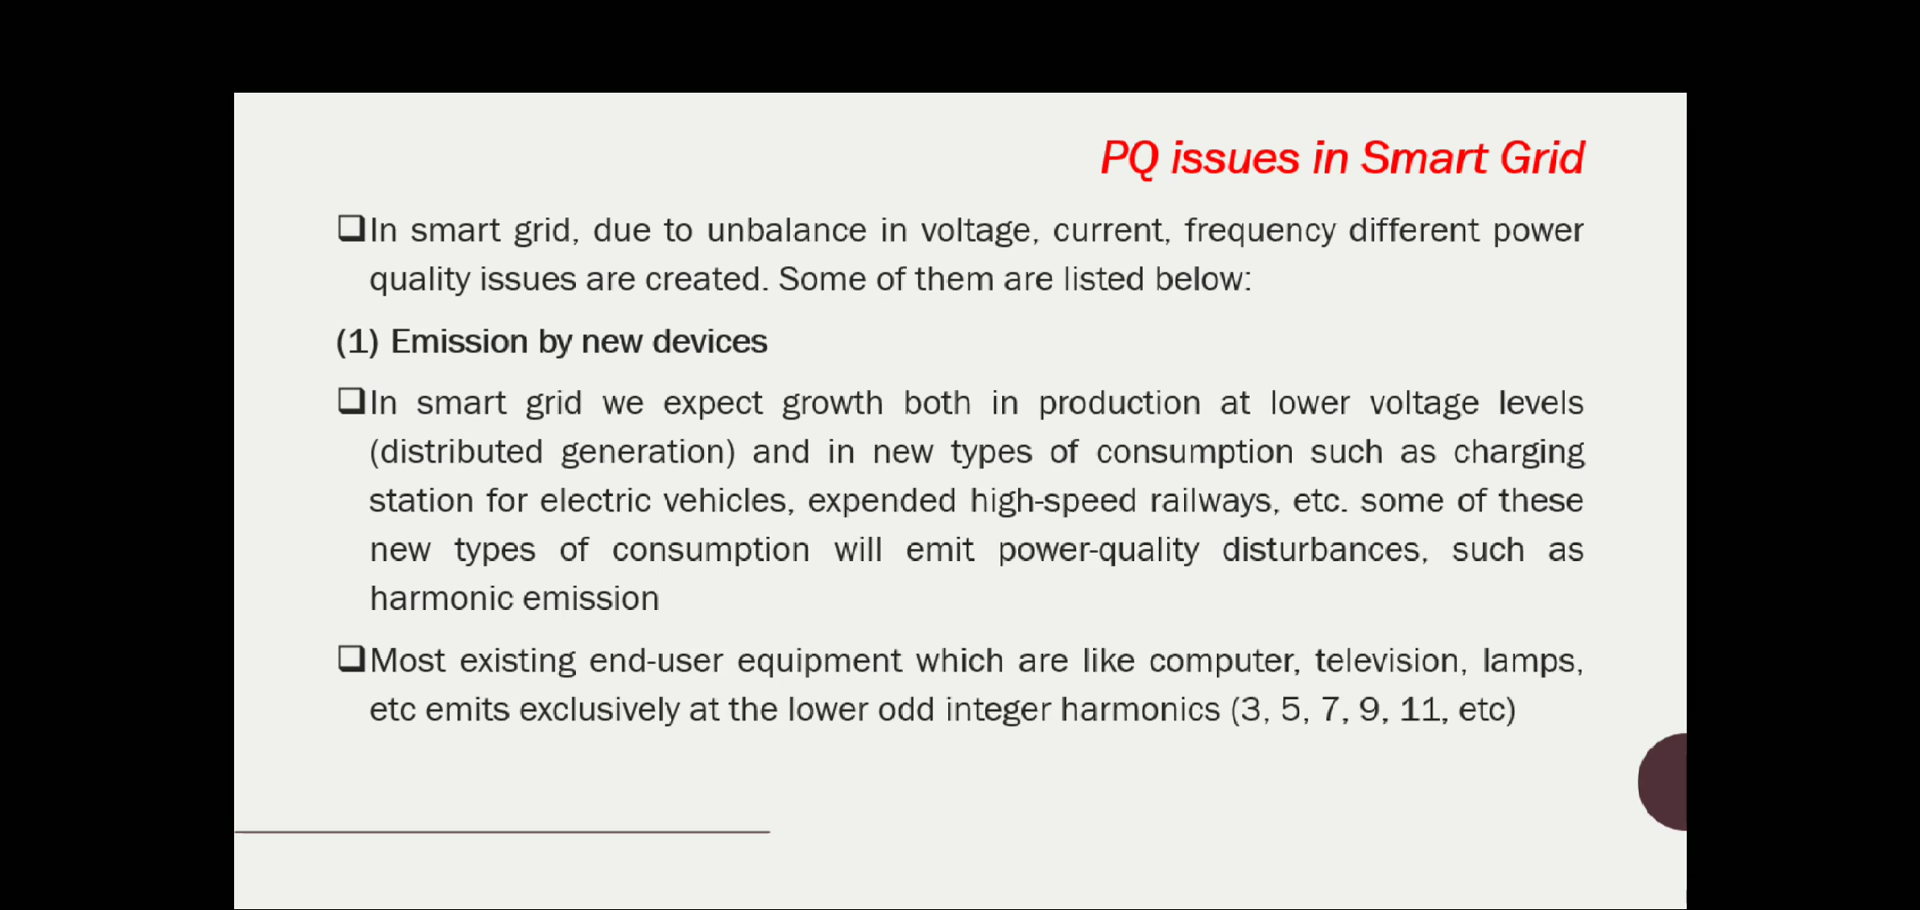 PQ issues in Smart Grid
❑In smart grid, due to unbalance in voltage, current, frequency different power
quality issues are created. Some of them are listed below:
(1) Emission by new devices
❑In smart grid we expect growth both in production at lower voltage levels
(distributed generation) and in new types of consumption such as charging
station for electric vehicles, expended high-speed railways, etc. some of these
new types of consumption will emit power-quality disturbances, such as
harmonic emission
❑Most existing end-user equipment which are like computer, television, lamps,
etc emits exclusively at the lower odd integer harmonics (3, 5, 7, 9, 11, etc)